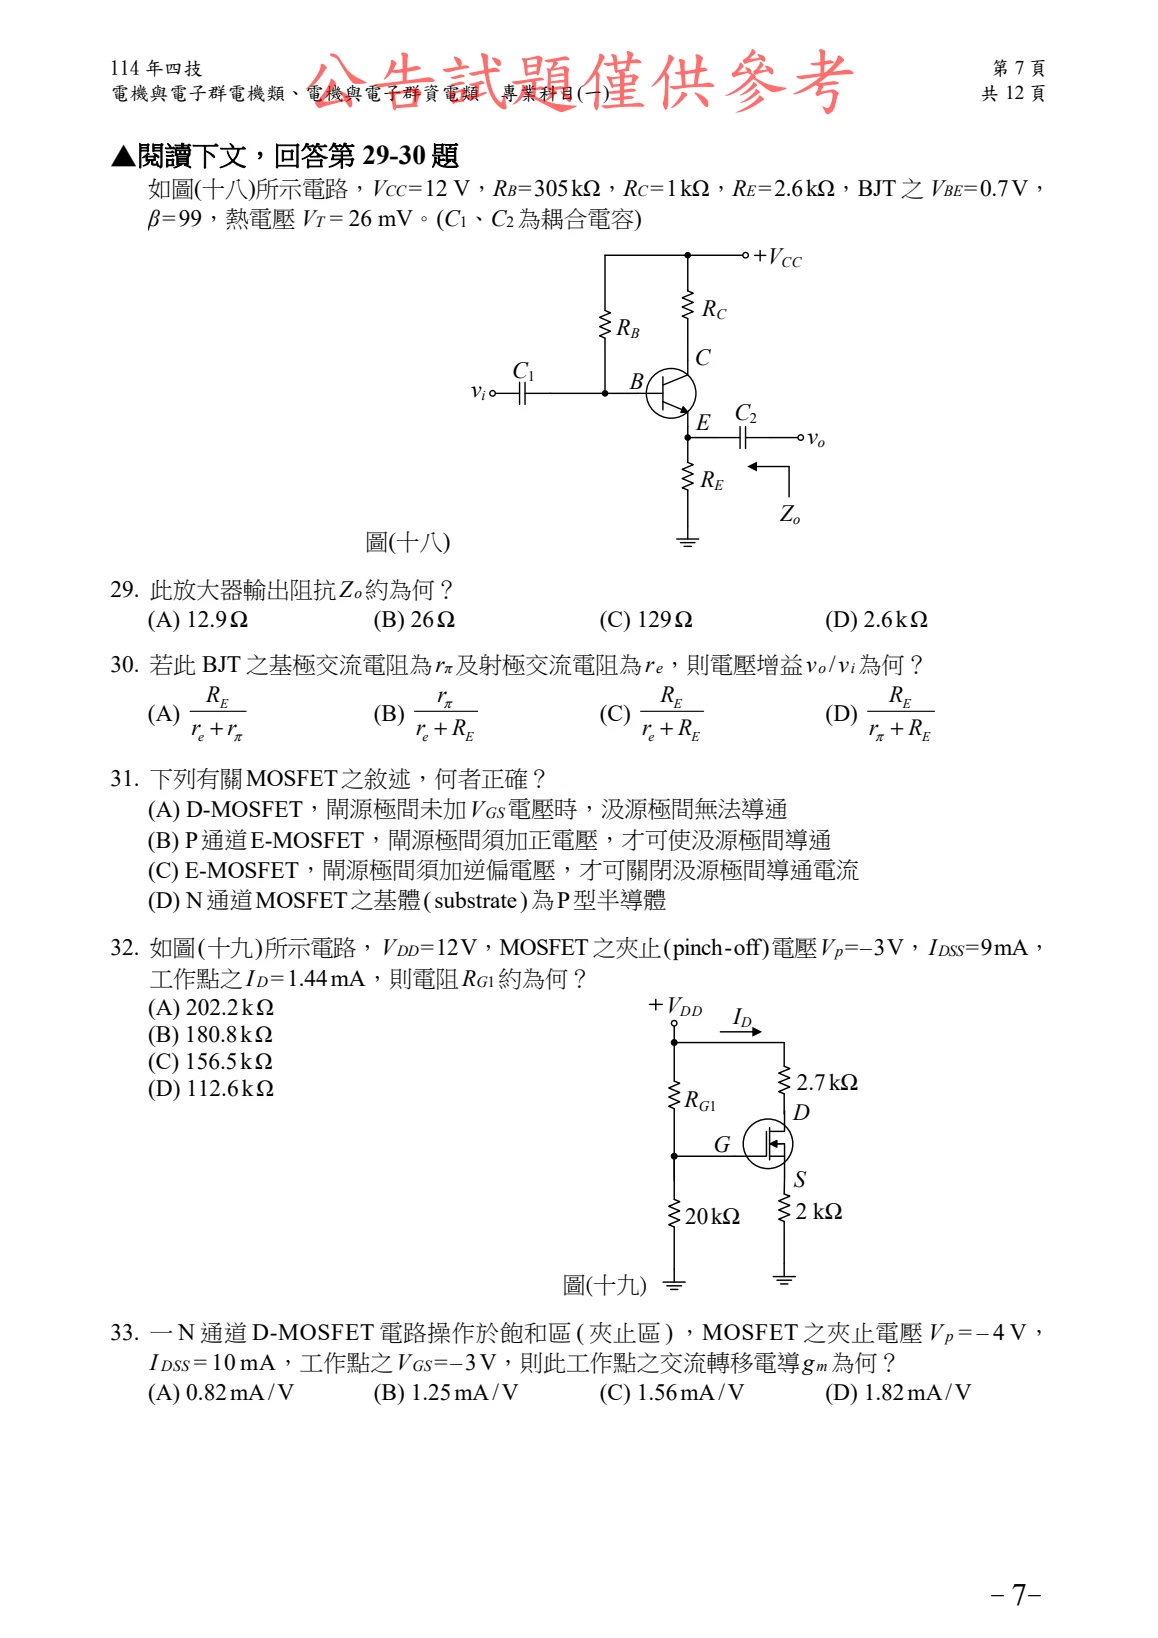 公告試題僅供參考
114 年四技
第 7 頁
電機與電子群電機類、電機與電子群資電類 專業科目(一)
共 12 頁
▲閱讀下文，回答第 29-30 題
如圖(十八)所示電路，VCC=12 V，RB=305 kΩ，RC=1 kΩ，RE=2.6 kΩ，BJT 之 VBE=0.7 V，
β=99，熱電壓 VT = 26 mV。(C1、C2 為耦合電容)
+VCC
RC
RB
C
C1
B
vi
C2
E
vo
RE
Zo
圖(十八)
29. 此放大器輸出阻抗 Zo 約為何？
(A) 12.9 Ω (B) 26 Ω (C) 129 Ω (D) 2.6 kΩ
30. 若此 BJT 之基極交流電阻為 rπ 及射極交流電阻為 re，則電壓增益 vo / vi 為何？
(A) RE / (re + rπ) (B) rπ / (re + RE) (C) RE / (re + RE) (D) RE / (rπ + RE)
31. 下列有關 MOSFET 之敘述，何者正確？
(A) D-MOSFET，閘源極間未加 VGS 電壓時，汲源極間無法導通
(B) P 通道 E-MOSFET，閘源極間須加正電壓，才可使汲源極間導通
(C) E-MOSFET，閘源極間須加逆偏電壓，才可關閉汲源極間導通電流
(D) N 通道 MOSFET 之基體 ( substrate ) 為 P 型半導體
32. 如圖(十九)所示電路，VDD=12 V，MOSFET 之夾止(pinch-off)電壓 Vp=–3 V，IDSS=9 mA，
工作點之 ID=1.44 mA，則電阻 RG1 約為何？
(A) 202.2 kΩ
(B) 180.8 kΩ
(C) 156.5 kΩ
(D) 112.6 kΩ
+VDD
ID
2.7 kΩ
RG1
D
G
S
20 kΩ
2 kΩ
圖(十九)
33. 一 N 通道 D-MOSFET 電路操作於飽和區 ( 夾止區 )，MOSFET 之夾止電壓 Vp = – 4 V，
IDSS = 10 mA，工作點之 VGS=–3 V，則此工作點之交流轉移電導 gm 為何？
(A) 0.82 mA / V (B) 1.25 mA / V (C) 1.56 mA / V (D) 1.82 mA / V
– 7 –